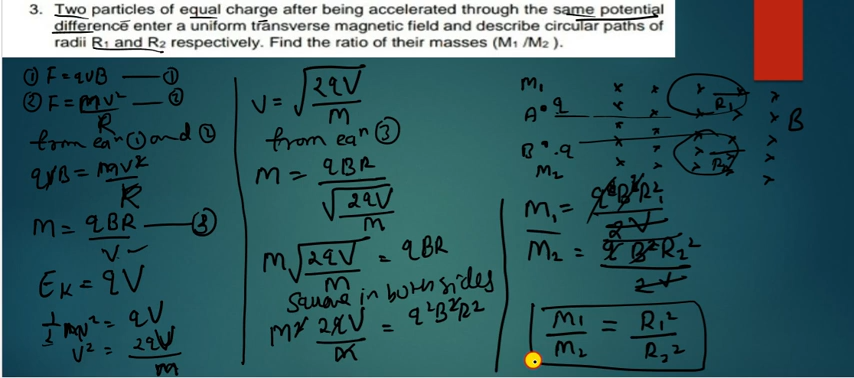 3. Two particles of equal charge after being accelerated through the same potential
difference enter a uniform transverse magnetic field and describe circular paths of
radii R₁ and R₂ respectively. Find the ratio of their masses (M₁ /M₂ ).
① F = qvB —— ①
② F = mv²/R —— ②
from eqⁿ ① and ②
qvB = mv²/R
m = qBR/v —— ③
EK = qV
1/2 mv² = qV
v² = 2qV/m
v = √(2qV/m)
from eqⁿ ③
m = qBR/√(2qV/m)
m√(2qV/m) = qBR
Square in both sides
m² 2qV/m = q²B²R²
M₁
A • q
B • q
M₂
R₁
R₂
B
M₁ = q²B²R₁²/2V
M₂ = q B²R₂²/2V
M₁/M₂ = R₁²/R₂²